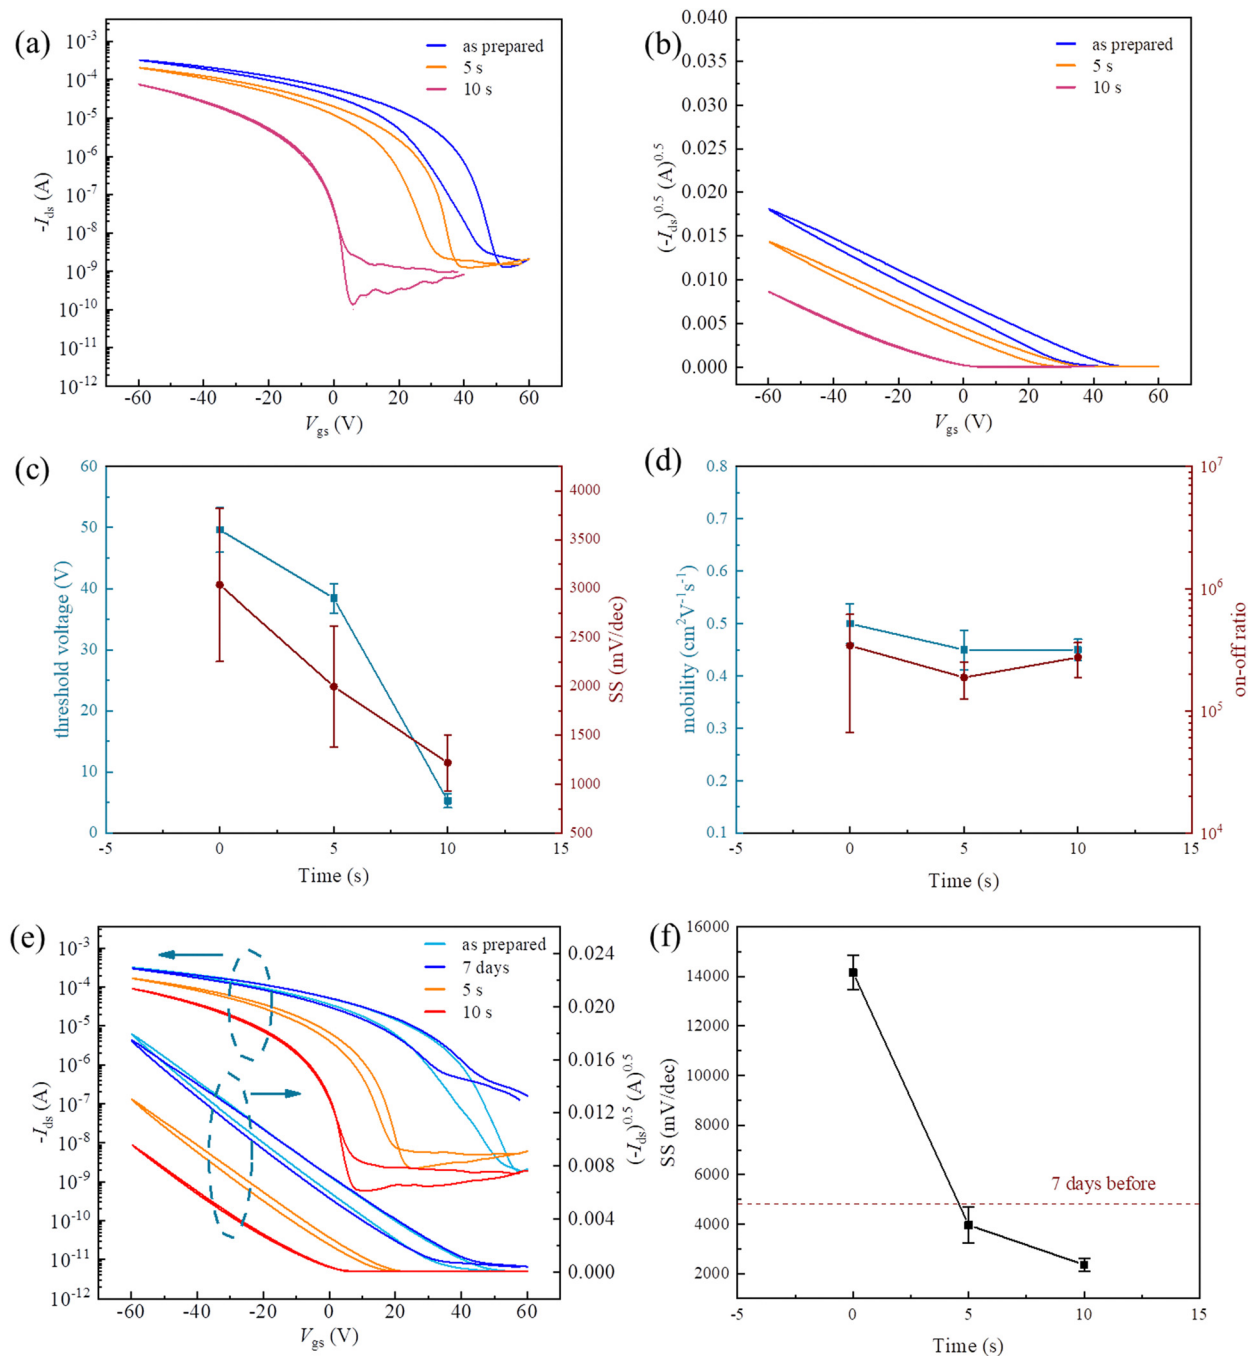 (a)
as prepared
5 s
10 s
10⁻³
10⁻⁴
10⁻⁵
10⁻⁶
10⁻⁷
10⁻⁸
10⁻⁹
10⁻¹⁰
10⁻¹¹
10⁻¹²
-I_ds (A)
-60 -40 -20 0 20 40 60
V_gs (V)
(b)
as prepared
5 s
10 s
0.040
0.035
0.030
0.025
0.020
0.015
0.010
0.005
0.000
(-I_ds)^0.5 (A)^0.5
-60 -40 -20 0 20 40 60
V_gs (V)
(c)
60
50
40
30
20
10
0
threshold voltage (V)
4000
3500
3000
2500
2000
1500
1000
500
SS (mV/dec)
-5 0 5 10 15
Time (s)
(d)
0.8
0.7
0.6
0.5
0.4
0.3
0.2
0.1
mobility (cm²V⁻¹s⁻¹)
10⁷
10⁶
10⁵
10⁴
on-off ratio
-5 0 5 10 15
Time (s)
(e)
as prepared
7 days
5 s
10 s
10⁻³
10⁻⁴
10⁻⁵
10⁻⁶
10⁻⁷
10⁻⁸
10⁻⁹
10⁻¹⁰
10⁻¹¹
10⁻¹²
-I_ds (A)
0.024
0.020
0.016
0.012
0.008
0.004
0.000
(-I_ds)^0.5 (A)^0.5
-60 -40 -20 0 20 40 60
V_gs (V)
(f)
16000
14000
12000
10000
8000
6000
4000
2000
SS (mV/dec)
7 days before
-5 0 5 10 15
Time (s)